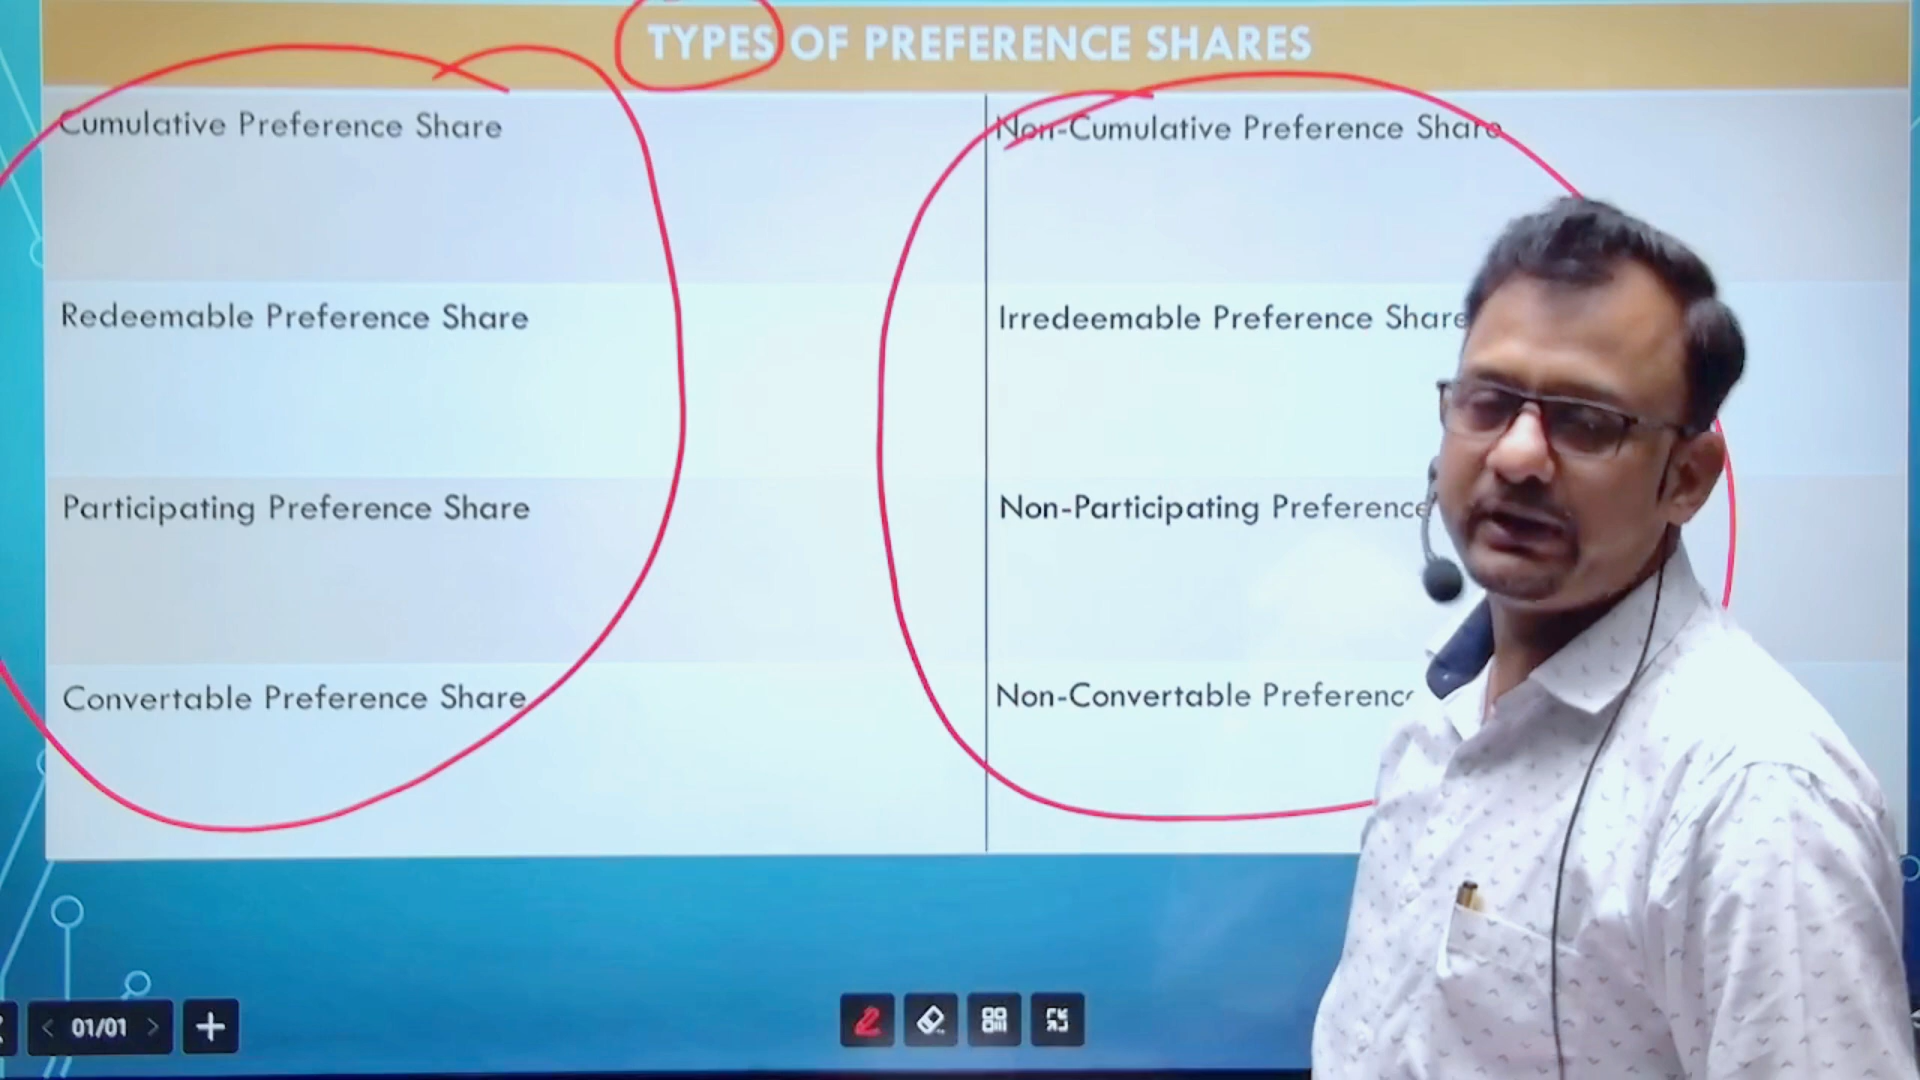 TYPES OF PREFERENCE SHARES
Cumulative Preference Share
Non-Cumulative Preference Share
Redeemable Preference Share
Irredeemable Preference Share
Participating Preference Share
Non-Participating Preference
Convertable Preference Share
Non-Convertable
01/01